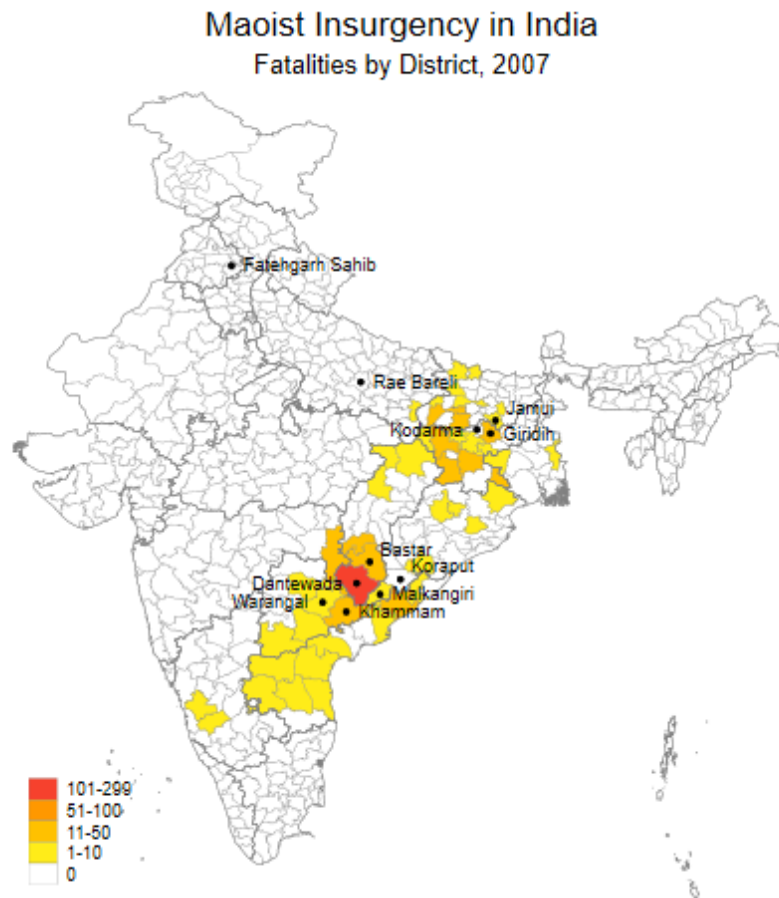 Maoist Insurgency in India
Fatalities by District, 2007
Fatehgarh Sahib
Rae Bareli
Jamui
Kodarma
Giridih
Bastar
Koraput
Dantewada
Malkangiri
Warangal
Khammam
101-299
51-100
11-50
1-10
0